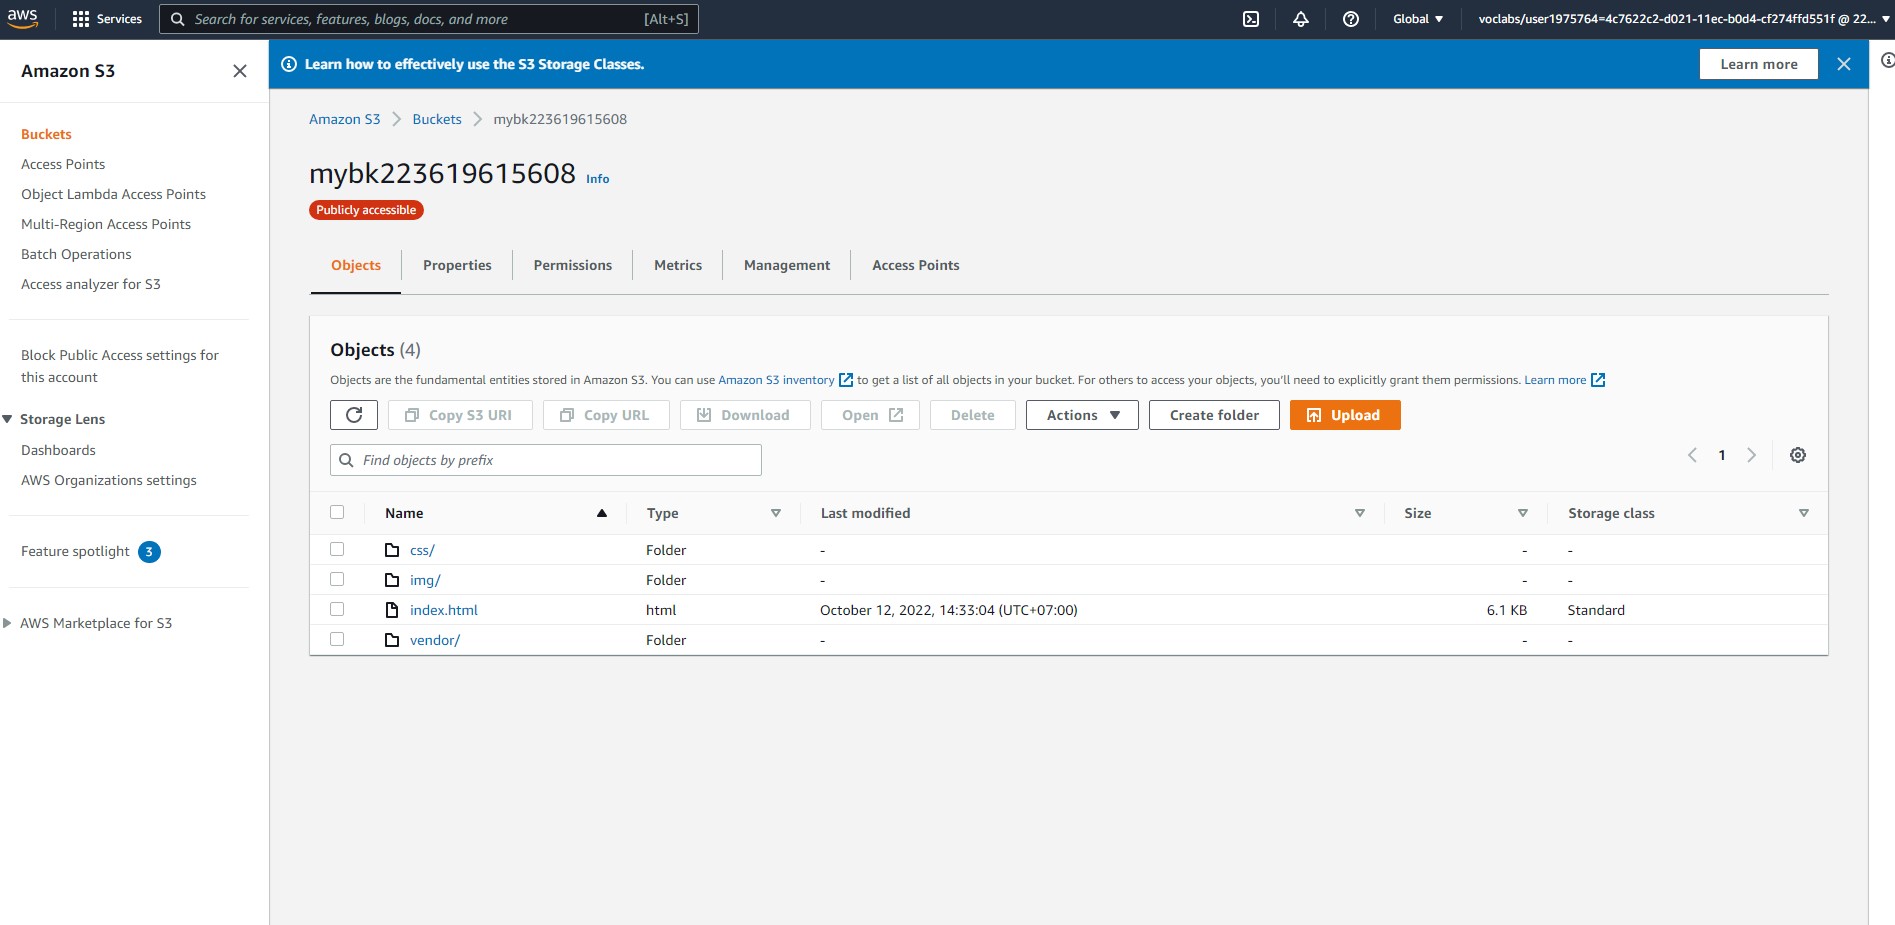 aws Services Search for services, features, blogs, docs, and more [Alt+S] Global voclabs/user1975764=4c7622c2-d021-11ec-b0d4-cf274ffd551f @ 22...
Amazon S3
Learn how to effectively use the S3 Storage Classes. Learn more
Buckets
Access Points
Object Lambda Access Points
Multi-Region Access Points
Batch Operations
Access analyzer for S3
Block Public Access settings for
this account
Storage Lens
Dashboards
AWS Organizations settings
Feature spotlight 3
AWS Marketplace for S3
Amazon S3 Buckets mybk223619615608
mybk223619615608 Info
Publicly accessible
Objects Properties Permissions Metrics Management Access Points
Objects (4)
Objects are the fundamental entities stored in Amazon S3. You can use Amazon S3 inventory to get a list of all objects in your bucket. For others to access your objects, you'll need to explicitly grant them permissions. Learn more
Copy S3 URI Copy URL Download Open Delete Actions Create folder Upload
Find objects by prefix 1
Name Type Last modified Size Storage class
css/ Folder - - -
img/ Folder - - -
index.html html October 12, 2022, 14:33:04 (UTC+07:00) 6.1 KB Standard
vendor/ Folder - - -